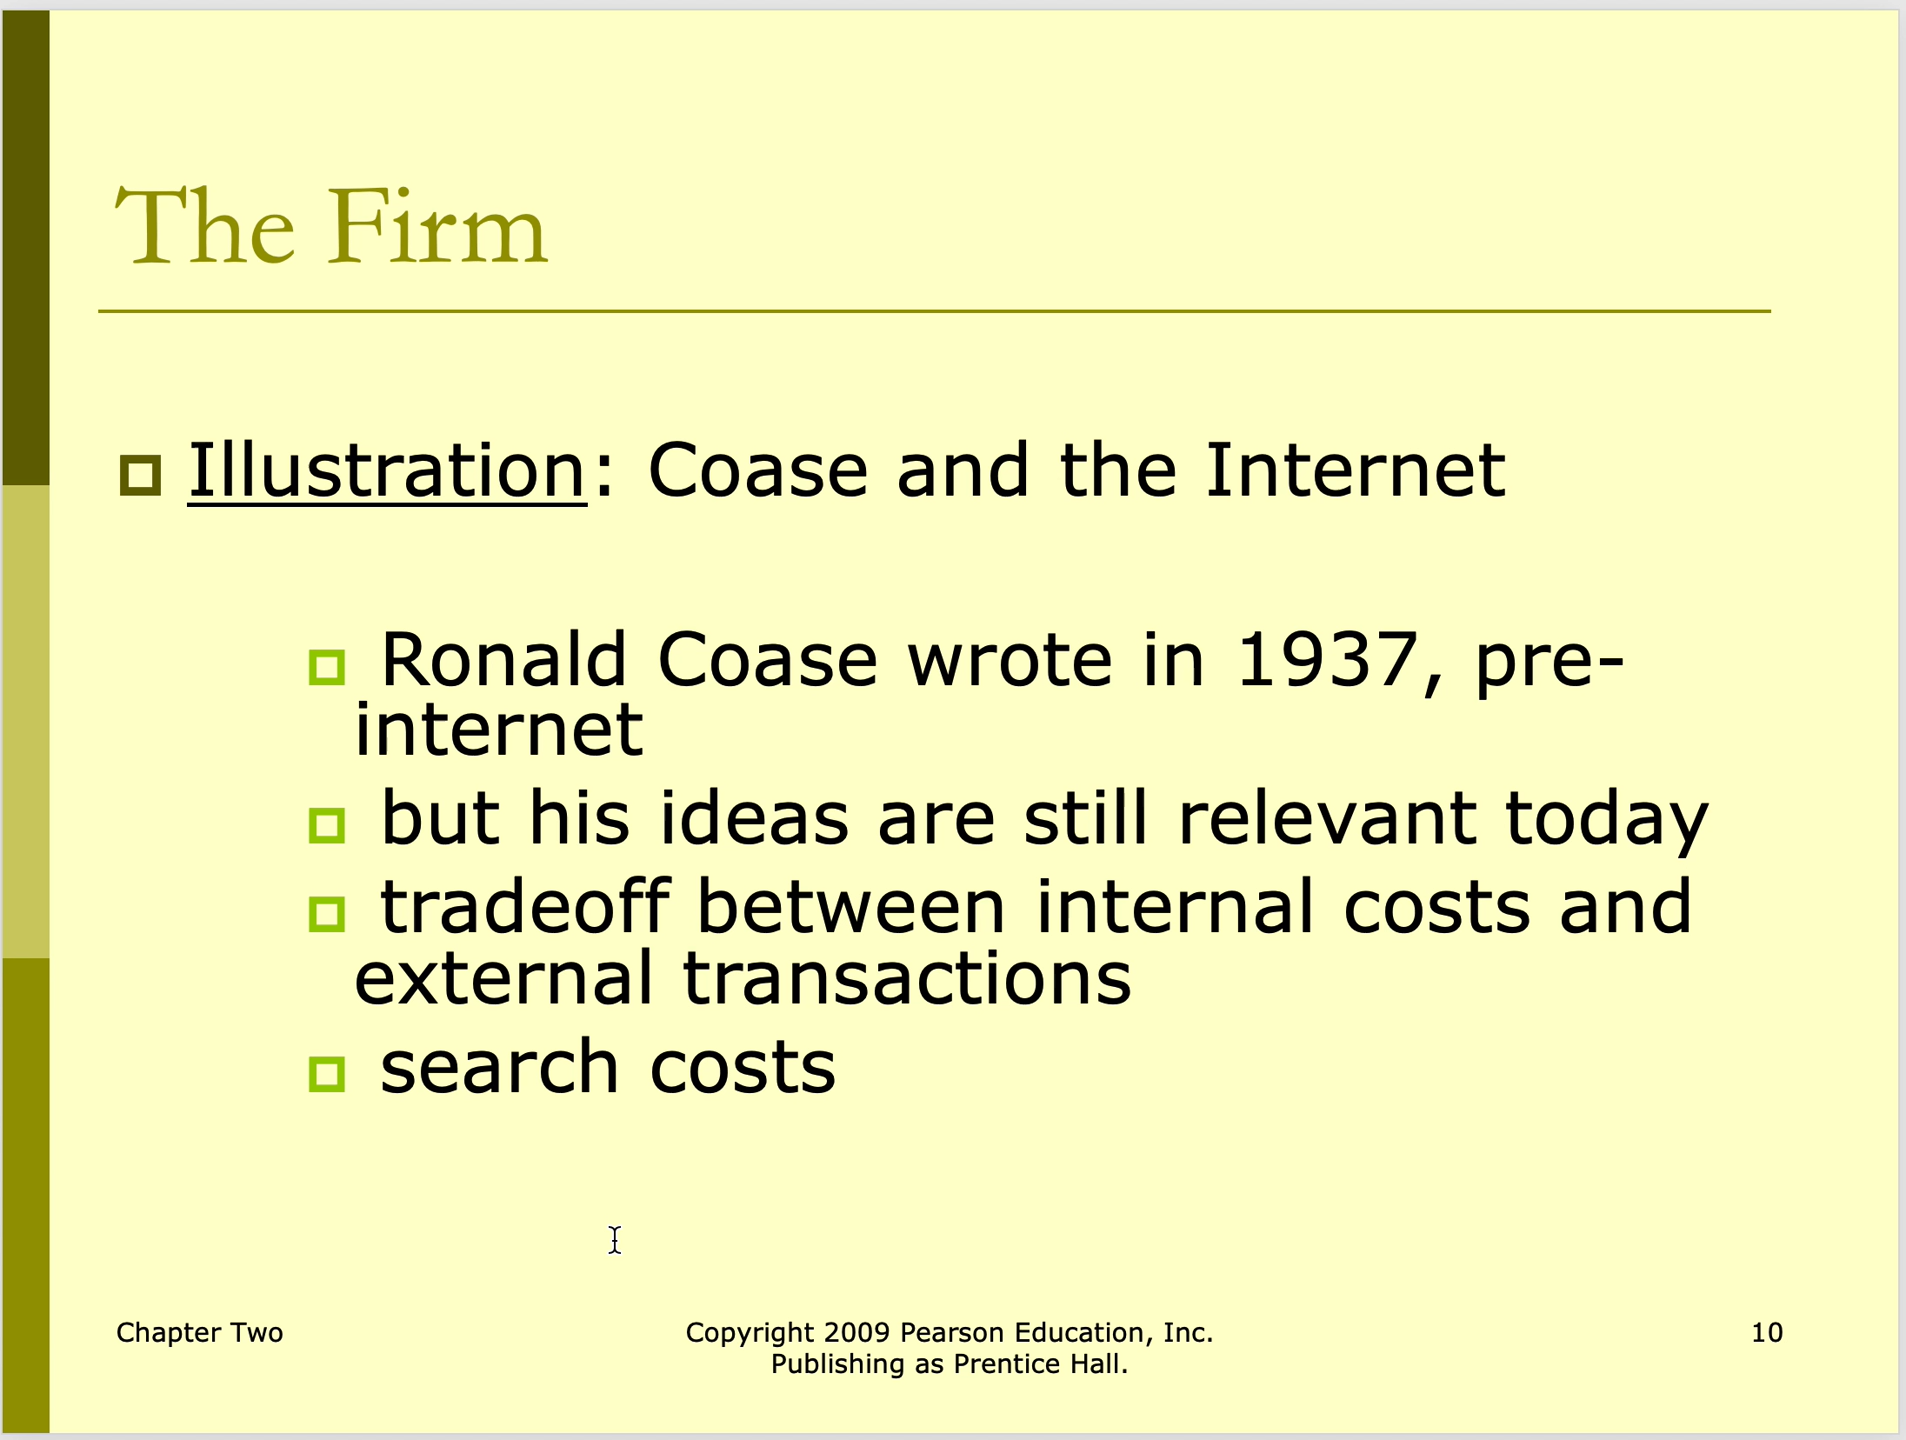 The Firm
Illustration: Coase and the Internet
Ronald Coase wrote in 1937, pre-
internet
but his ideas are still relevant today
tradeoff between internal costs and
external transactions
search costs
Chapter Two
Copyright 2009 Pearson Education, Inc.
Publishing as Prentice Hall.
10